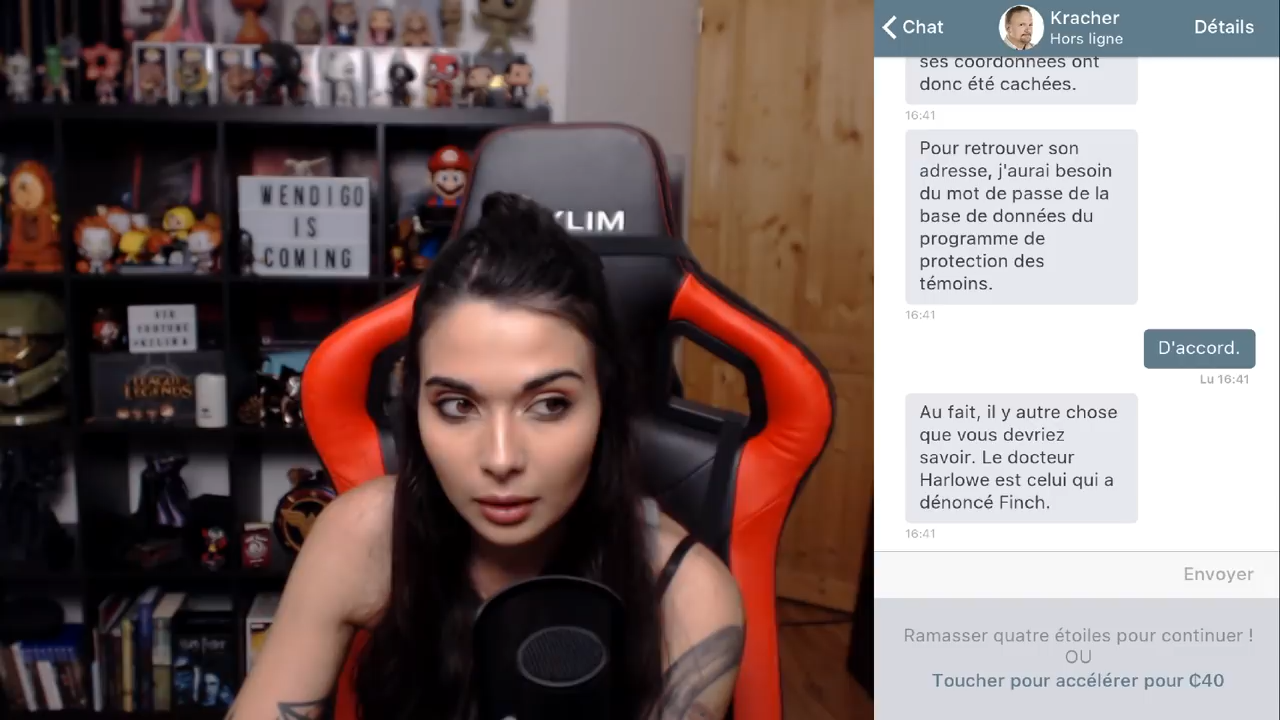 WENDIGO
IS
COMING
YOUTUBE
LEAGUE OF
LEGENDS
KLIM
Chat
Kracher
Hors ligne
Détails
ses coordonnées ont
donc été cachées.
16:41
Pour retrouver son
adresse, j'aurai besoin
du mot de passe de la
base de données du
programme de
protection des
témoins.
16:41
D'accord.
Lu 16:41
Au fait, il y autre chose
que vous devriez
savoir. Le docteur
Harlowe est celui qui a
dénoncé Finch.
16:41
Envoyer
Ramasser quatre étoiles pour continuer !
OU
Toucher pour accélérer pour ₵40